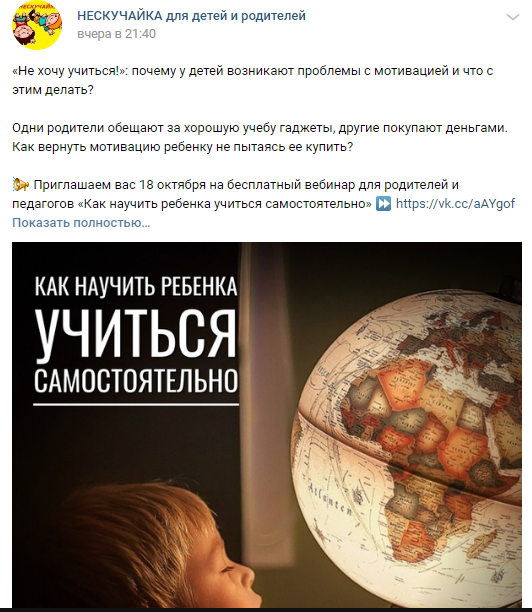 НЕСКУЧАЙКА
НЕСКУЧАЙКА для детей и родителей
вчера в 21:40
«Не хочу учиться!»: почему у детей возникают проблемы с мотивацией и что с
этим делать?
Одни родители обещают за хорошую учебу гаджеты, другие покупают деньгами.
Как вернуть мотивацию ребенку не пытаясь ее купить?
Приглашаем вас 18 октября на бесплатный вебинар для родителей и
педагогов «Как научить ребенка учиться самостоятельно» https://vk.cc/aAYgof
Показать полностью…
КАК НАУЧИТЬ РЕБЕНКА
УЧИТЬСЯ
САМОСТОЯТЕЛЬНО